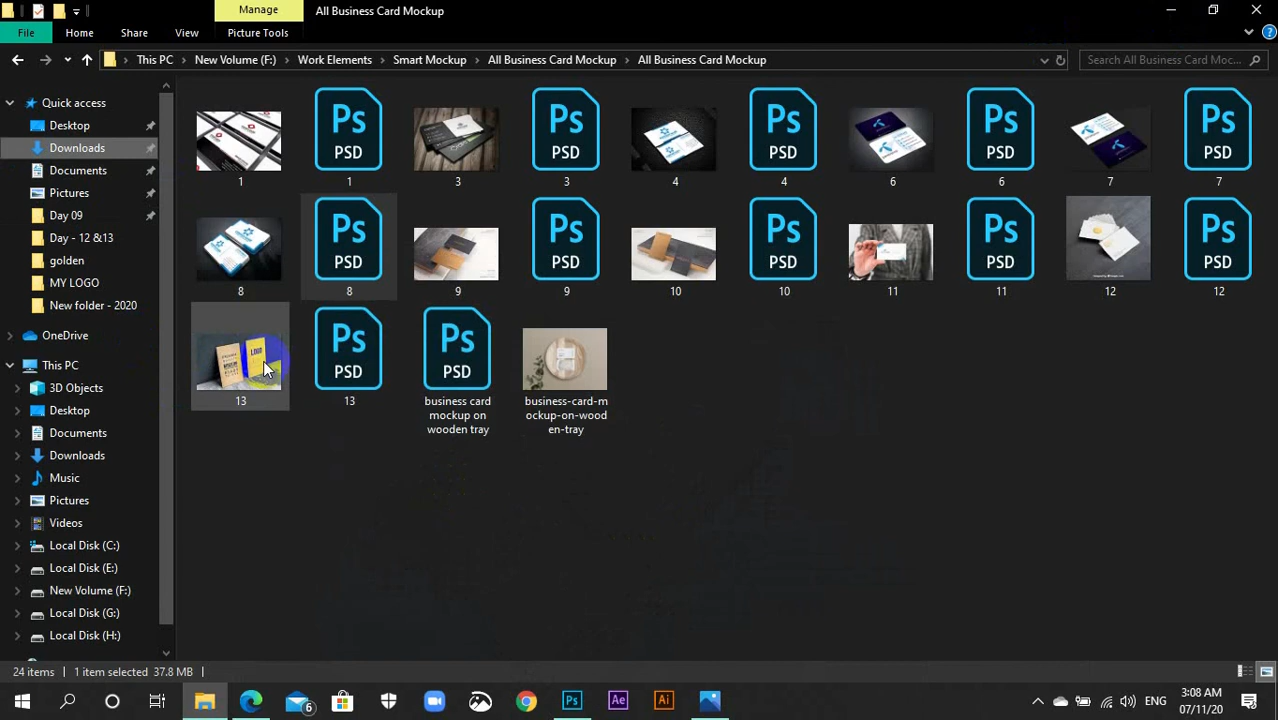 Manage
All Business Card Mockup
File
Home
Share
View
Picture Tools
This PC
New Volume (F:)
Work Elements
Smart Mockup
All Business Card Mockup
All Business Card Mockup
Search All Business Card Moc...
Quick access
Desktop
Downloads
Documents
Pictures
Day 09
Day - 12 &13
golden
MY LOGO
New folder - 2020
OneDrive
This PC
3D Objects
Desktop
Documents
Downloads
Music
Pictures
Videos
Local Disk (C:)
Local Disk (E:)
New Volume (F:)
Local Disk (G:)
Local Disk (H:)
Ps
PSD
Ps
PSD
Ps
PSD
Ps
PSD
Ps
PSD
1
1
3
3
4
4
6
6
7
7
Ps
PSD
Ps
PSD
Ps
PSD
Ps
PSD
Ps
PSD
8
8
9
9
10
10
11
11
12
12
LOGO
Ps
PSD
Ps
PSD
13
13
business card
mockup on
wooden tray
business-card-m
ockup-on-wood
en-tray
24 items
1 item selected 37.8 MB
6
Ps
Ae
Ai
ENG
3:08 AM
07/11/20